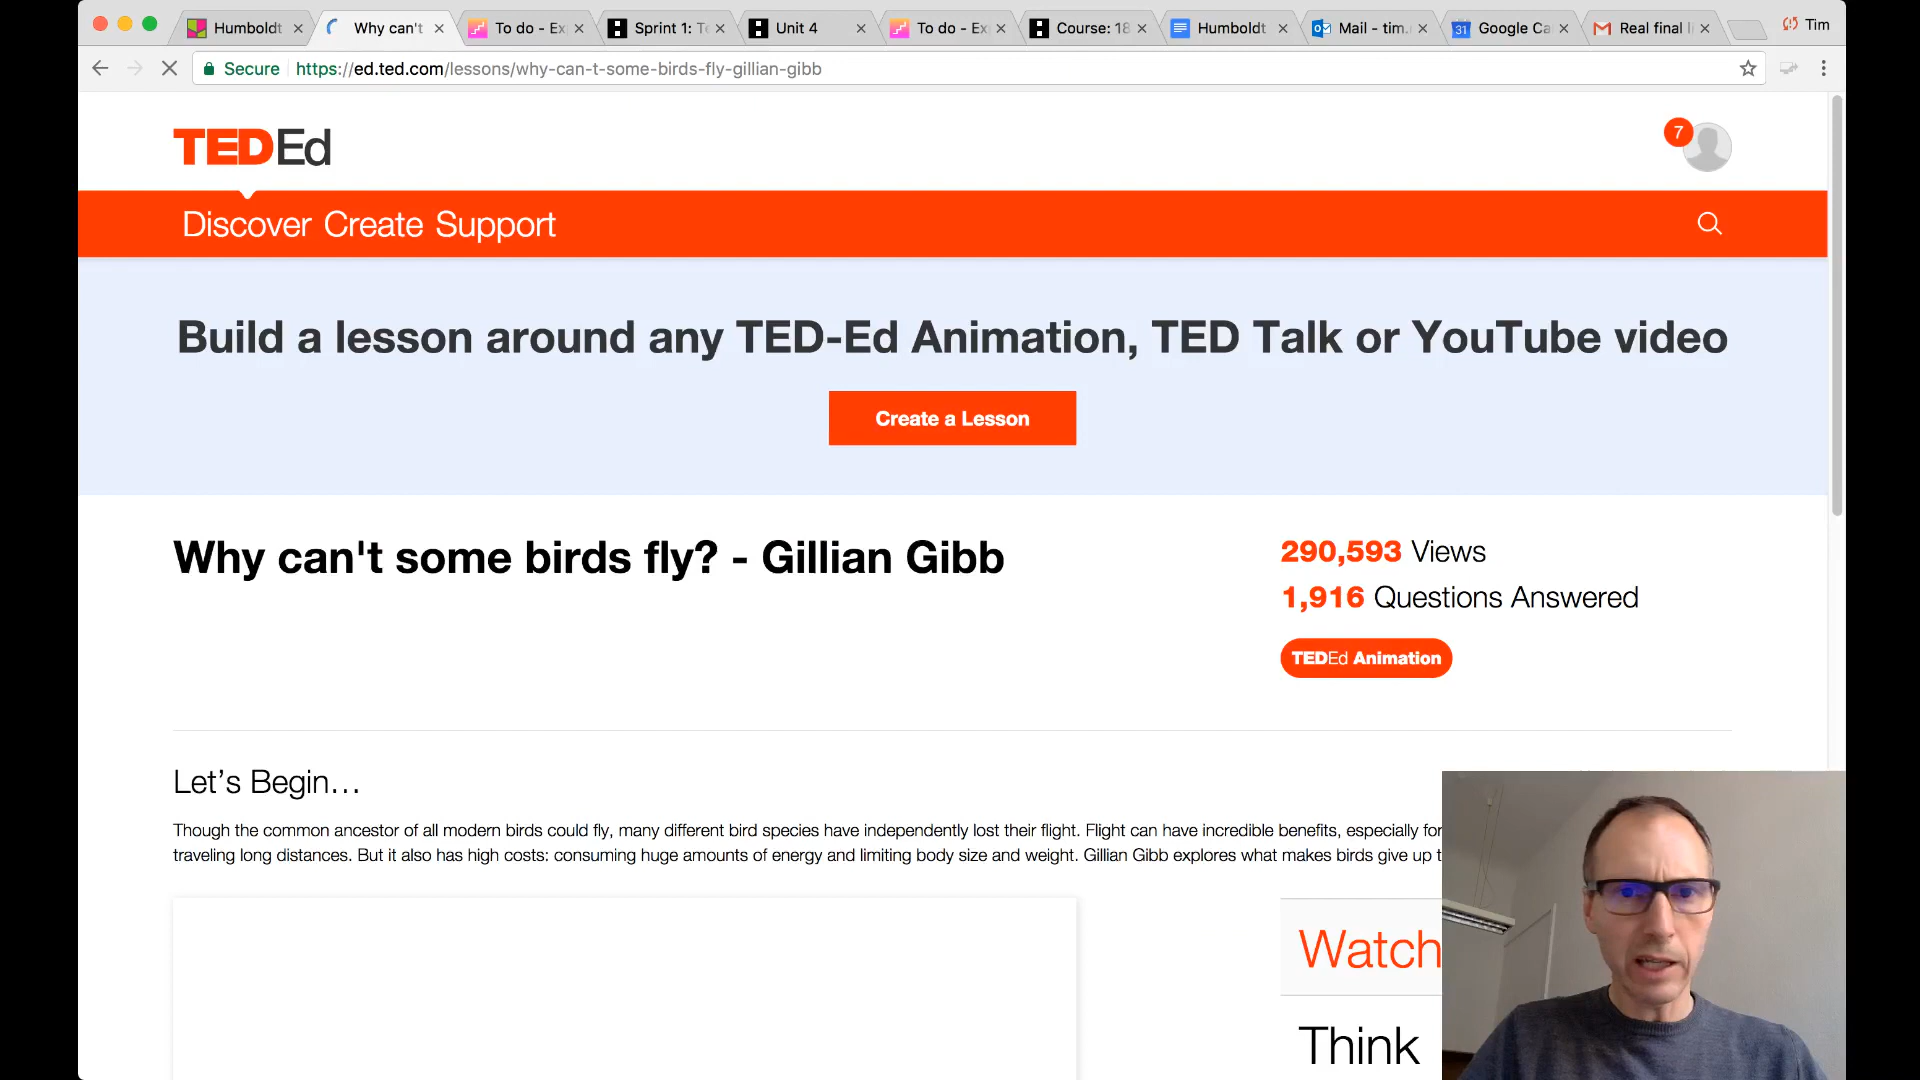 Humboldt
Why can't
To do - Ex
Sprint 1: Te
Unit 4
To do - Ex
Course: 18
Humboldt
Mail - tim.
31
Google Ca
Real final li
Tim
Secure
https://ed.ted.com/lessons/why-can-t-some-birds-fly-gillian-gibb
TEDEd
7
Discover Create Support
Build a lesson around any TED-Ed Animation, TED Talk or YouTube video
Create a Lesson
Why can't some birds fly? - Gillian Gibb
290,593 Views
1,916 Questions Answered
TEDEd Animation
Let's Begin…
Though the common ancestor of all modern birds could fly, many different bird species have independently lost their flight. Flight can have incredible benefits, especially for
traveling long distances. But it also has high costs: consuming huge amounts of energy and limiting body size and weight. Gillian Gibb explores what makes birds give up t
Watch
Think